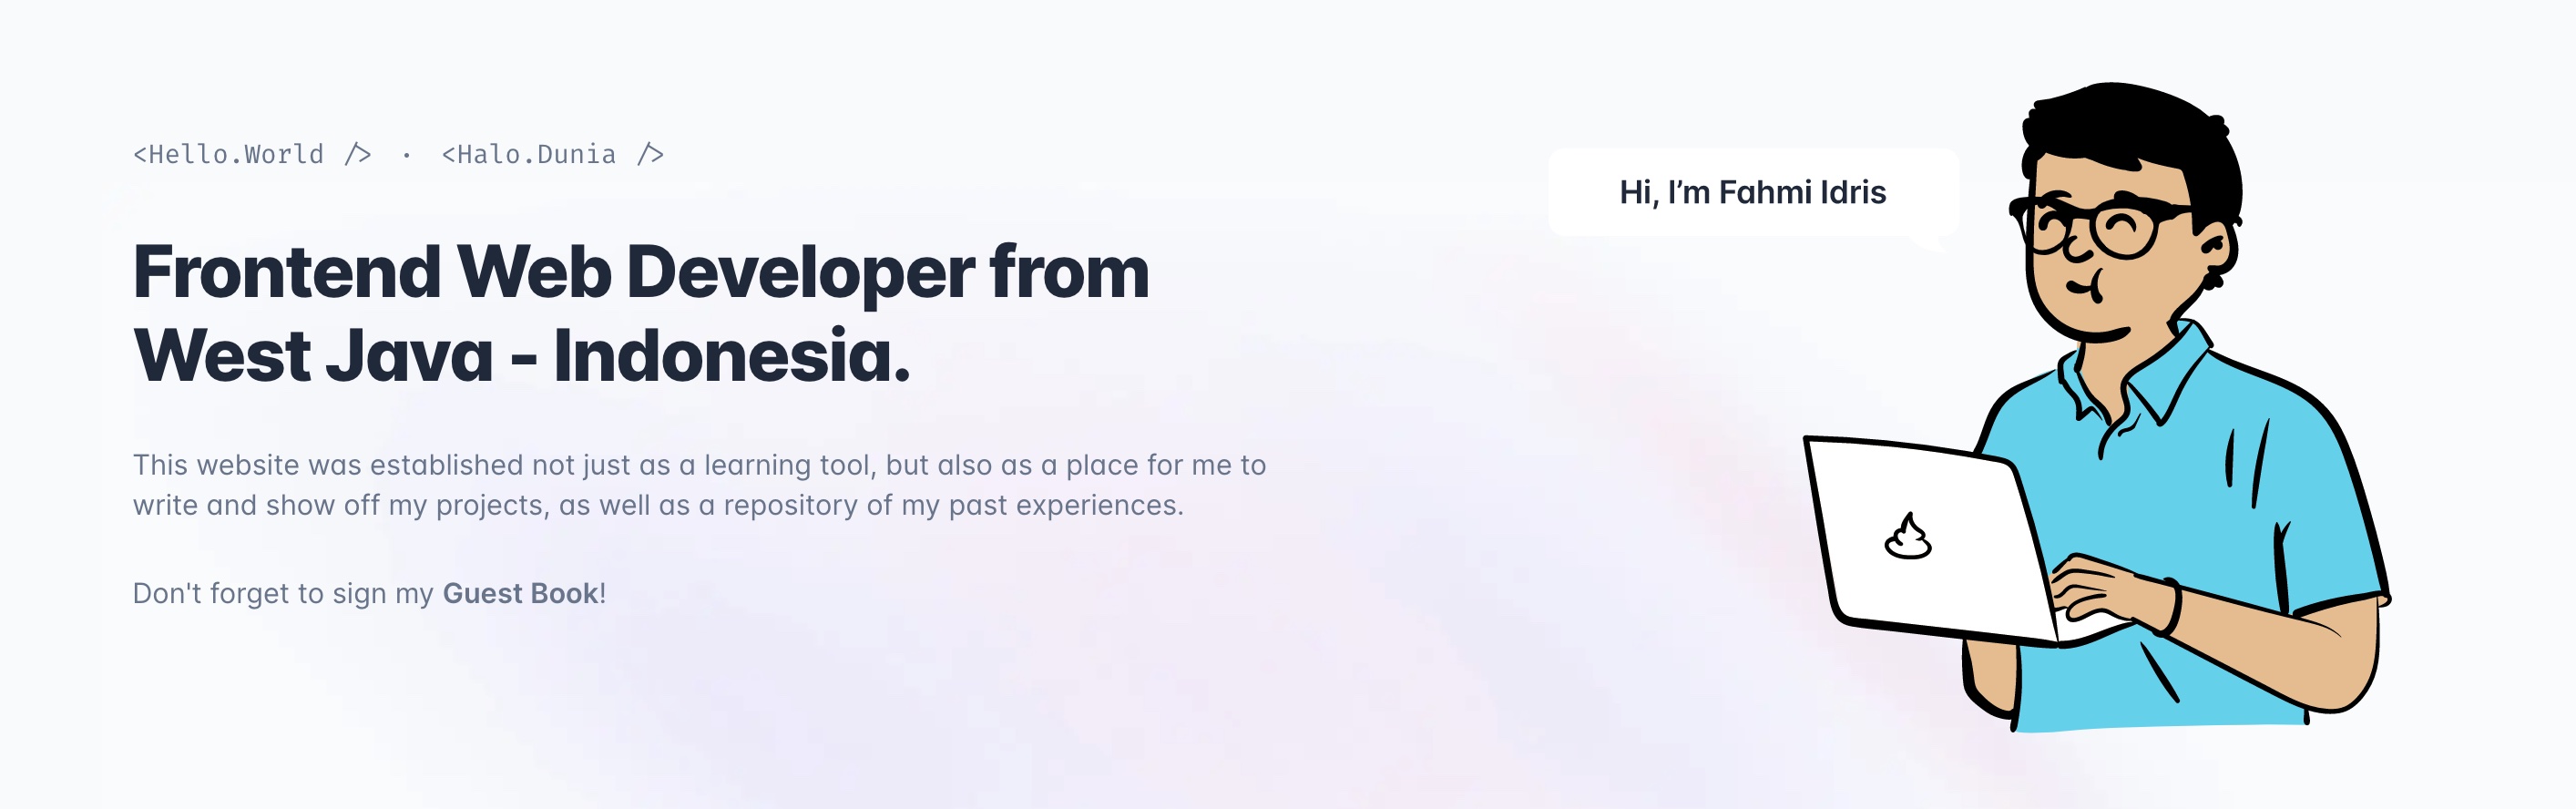 <Hello.World /> · <Halo.Dunia />
Hi, I’m Fahmi Idris
Frontend Web Developer from
West Java - Indonesia.
This website was established not just as a learning tool, but also as a place for me to
write and show off my projects, as well as a repository of my past experiences.
Don't forget to sign my Guest Book!